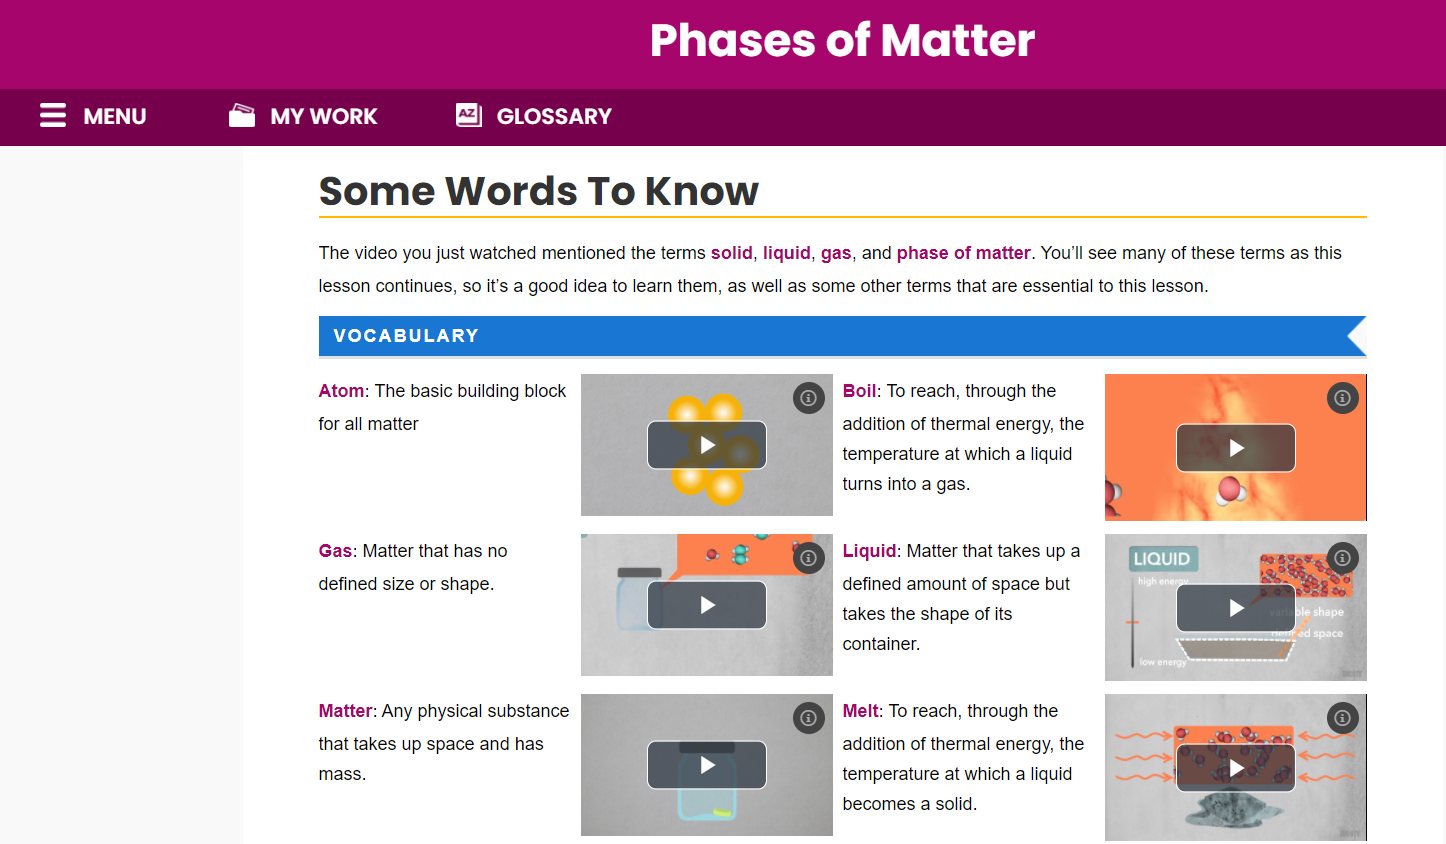 Phases of Matter
MENU
MY WORK
GLOSSARY
Some Words To Know
The video you just watched mentioned the terms solid, liquid, gas, and phase of matter. You’ll see many of these terms as this
lesson continues, so it’s a good idea to learn them, as well as some other terms that are essential to this lesson.
VOCABULARY
Atom: The basic building block
for all matter
Boil: To reach, through the
addition of thermal energy, the
temperature at which a liquid
turns into a gas.
Gas: Matter that has no
defined size or shape.
Liquid: Matter that takes up a
defined amount of space but
takes the shape of its
container.
LIQUID
high energy
shape
space
low energy
Matter: Any physical substance
that takes up space and has
mass.
Melt: To reach, through the
addition of thermal energy, the
temperature at which a liquid
becomes a solid.